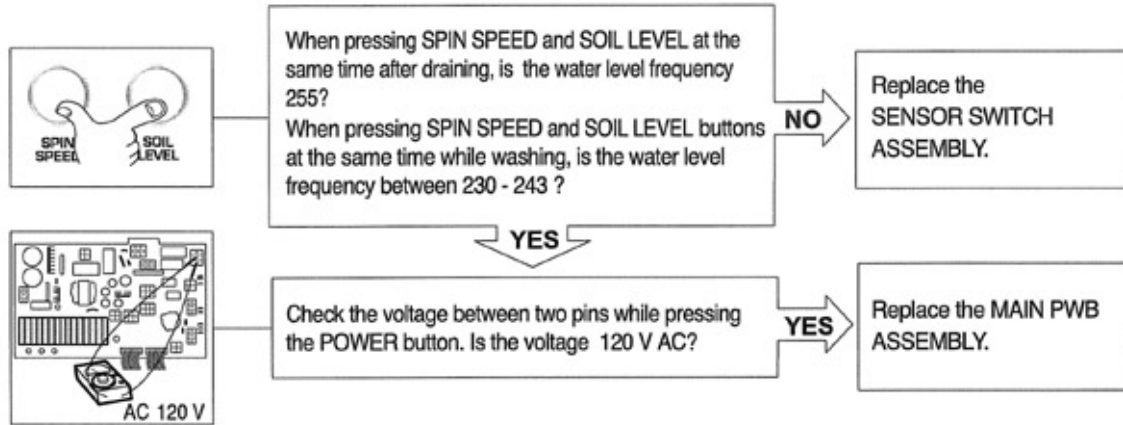 SPIN
SPEED
SOIL
LEVEL
When pressing SPIN SPEED and SOIL LEVEL at the
same time after draining, is the water level frequency
255?
When pressing SPIN SPEED and SOIL LEVEL buttons
at the same time while washing, is the water level
frequency between 230 - 243 ?
NO
Replace the
SENSOR SWITCH
ASSEMBLY.
YES
AC 120 V
Check the voltage between two pins while pressing
the POWER button. Is the voltage 120 V AC?
YES
Replace the MAIN PWB
ASSEMBLY.